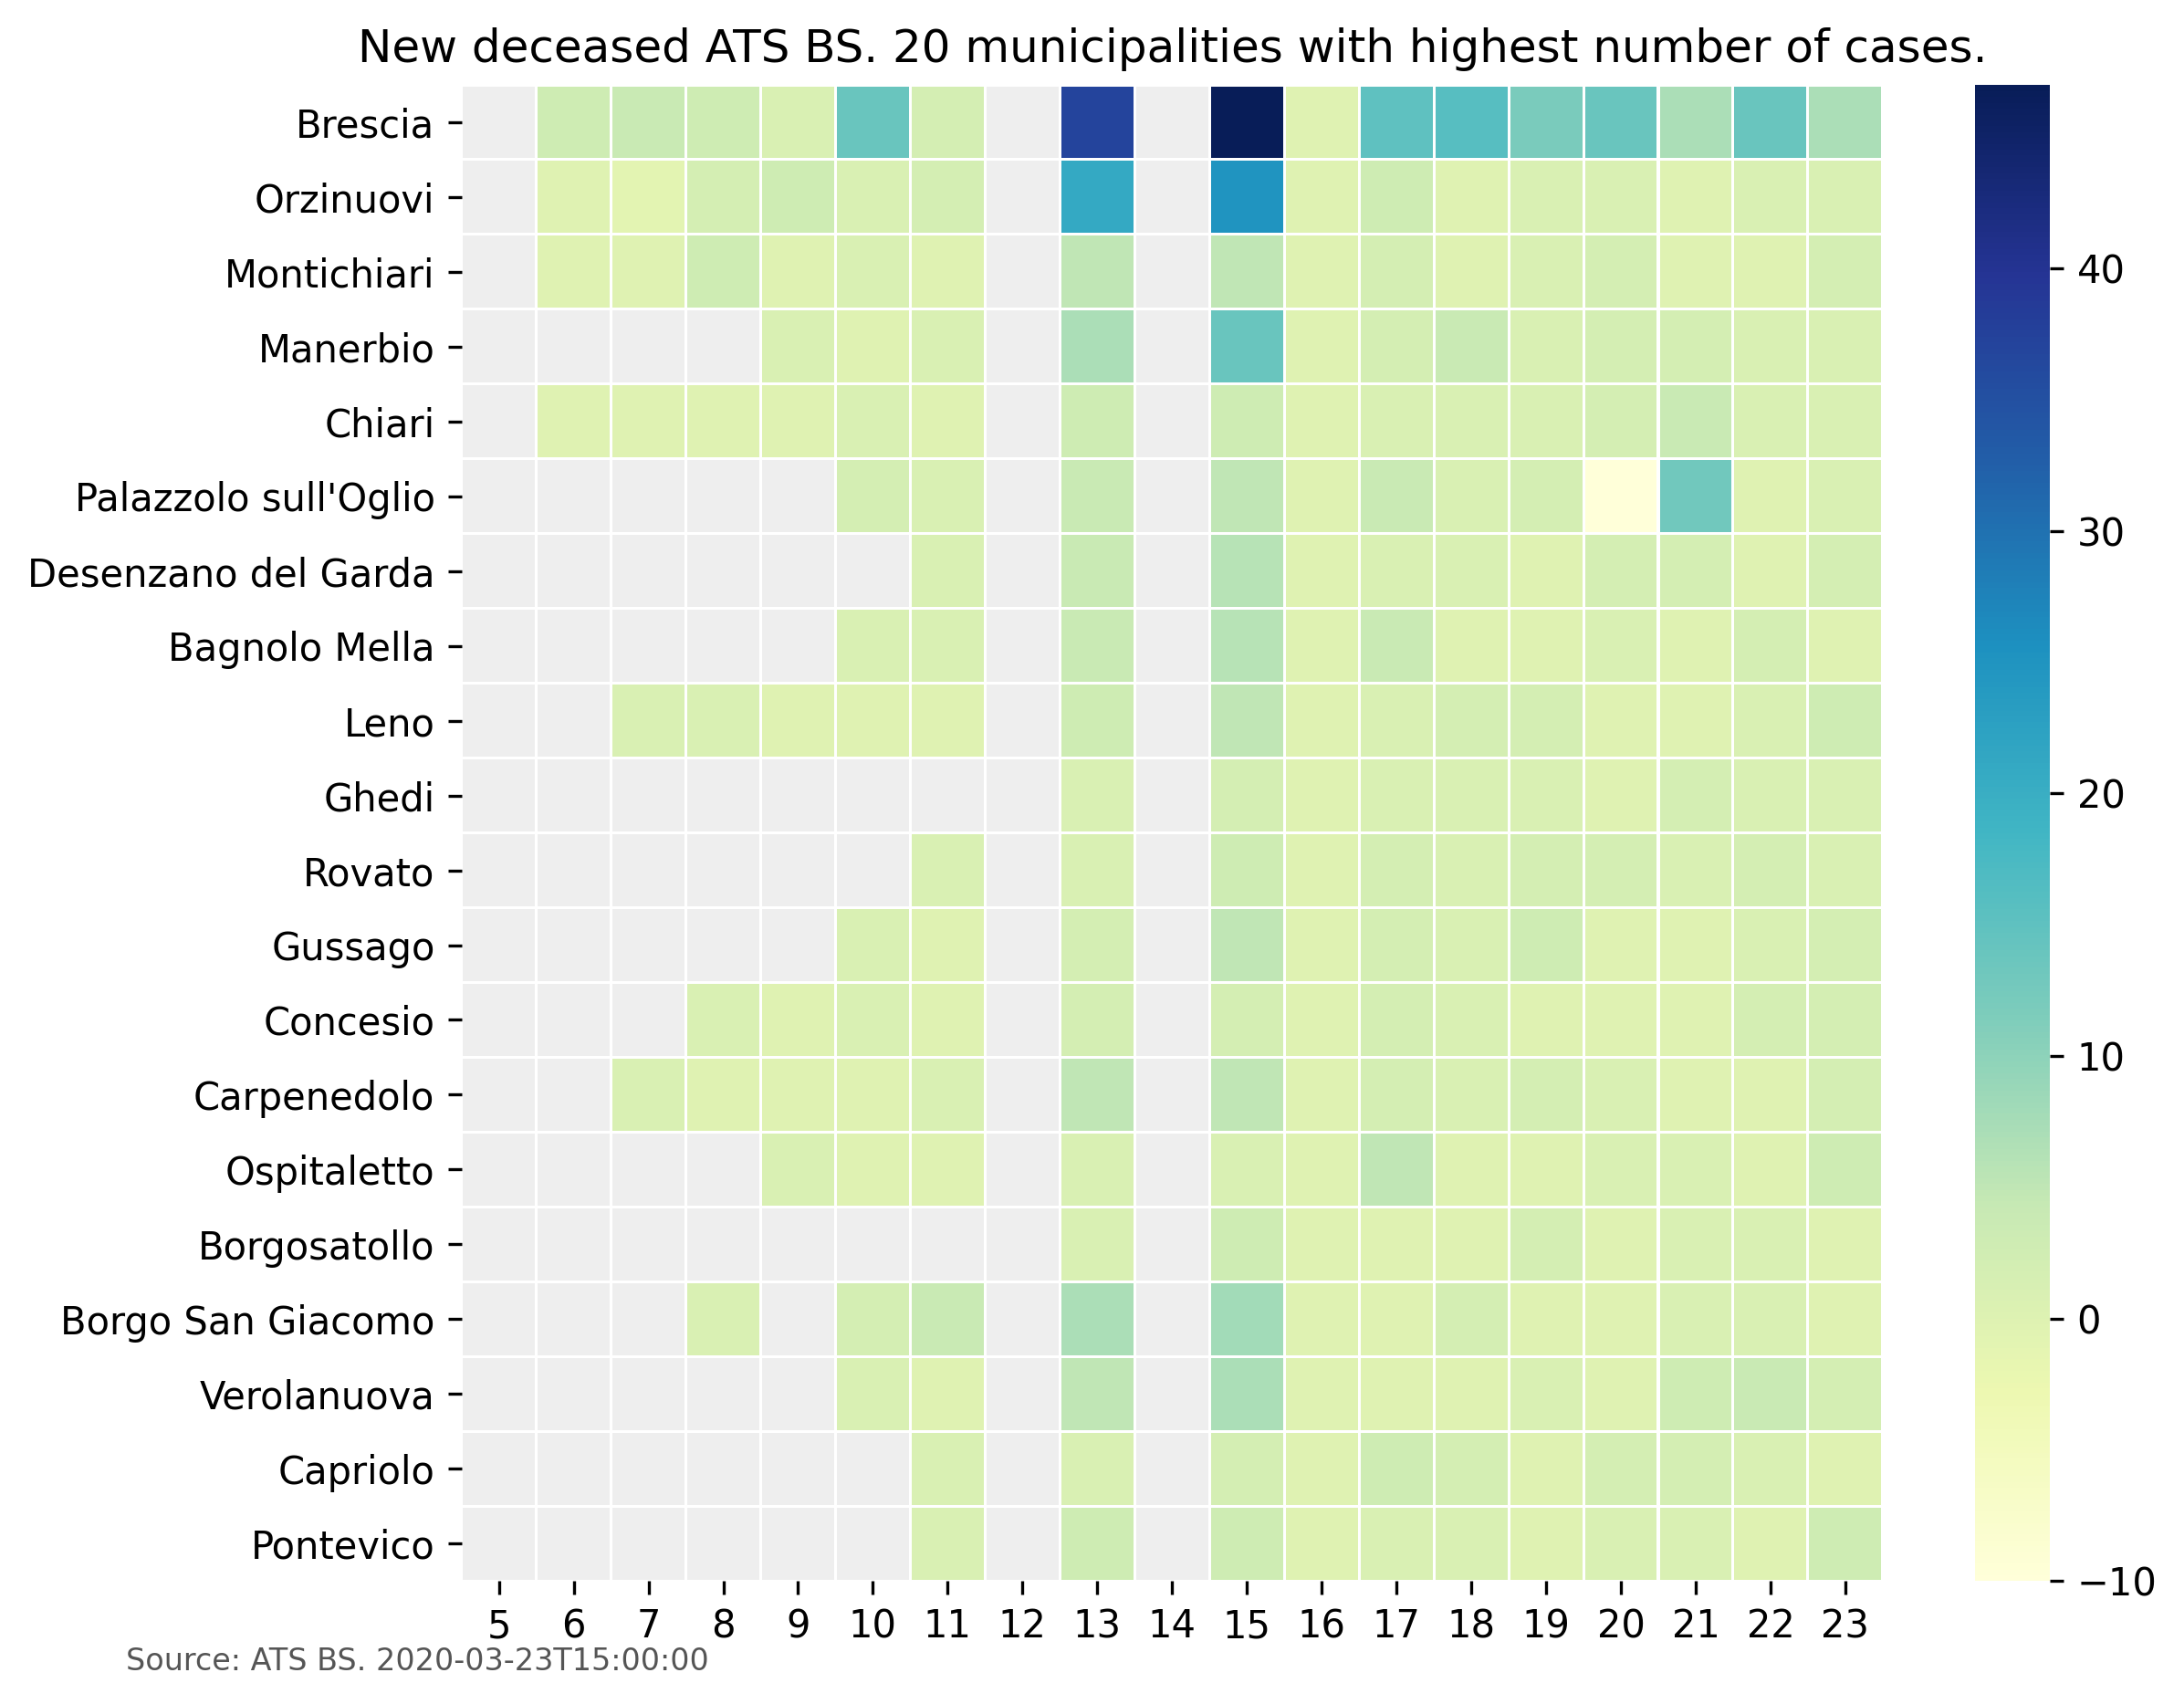 New deceased ATS BS. 20 municipalities with highest number of cases.
Brescia
Orzinuovi
Montichiari
Manerbio
Chiari
Palazzolo sull'Oglio
Desenzano del Garda
Bagnolo Mella
Leno
Ghedi
Rovato
Gussago
Concesio
Carpenedolo
Ospitaletto
Borgosatollo
Borgo San Giacomo
Verolanuova
Capriolo
Pontevico
5 6 7 8 9 10 11 12 13 14 15 16 17 18 19 20 21 22 23
40
30
20
10
0
−10
Source: ATS BS. 2020-03-23T15:00:00